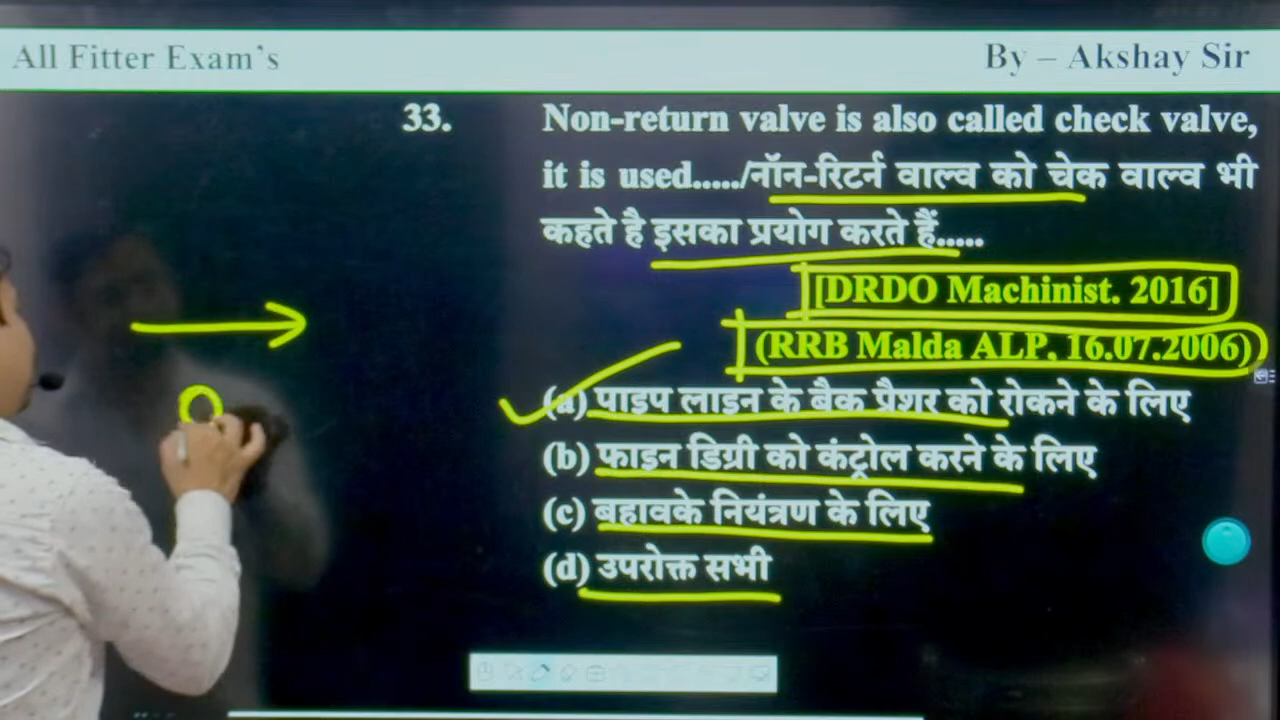 All Fitter Exam's
By – Akshay Sir
33. Non-return valve is also called check valve,
it is used...../नॉन-रिटर्न वाल्व को चेक वाल्व भी
कहते है इसका प्रयोग करते हैं.....
[DRDO Machinist. 2016]
(RRB Malda ALP, 16.07.2006)
(a) पाइप लाइन के बैक प्रैशर को रोकने के लिए
(b) फाइन डिग्री को कंट्रोल करने के लिए
(c) बहावके नियंत्रण के लिए
(d) उपरोक्त सभी